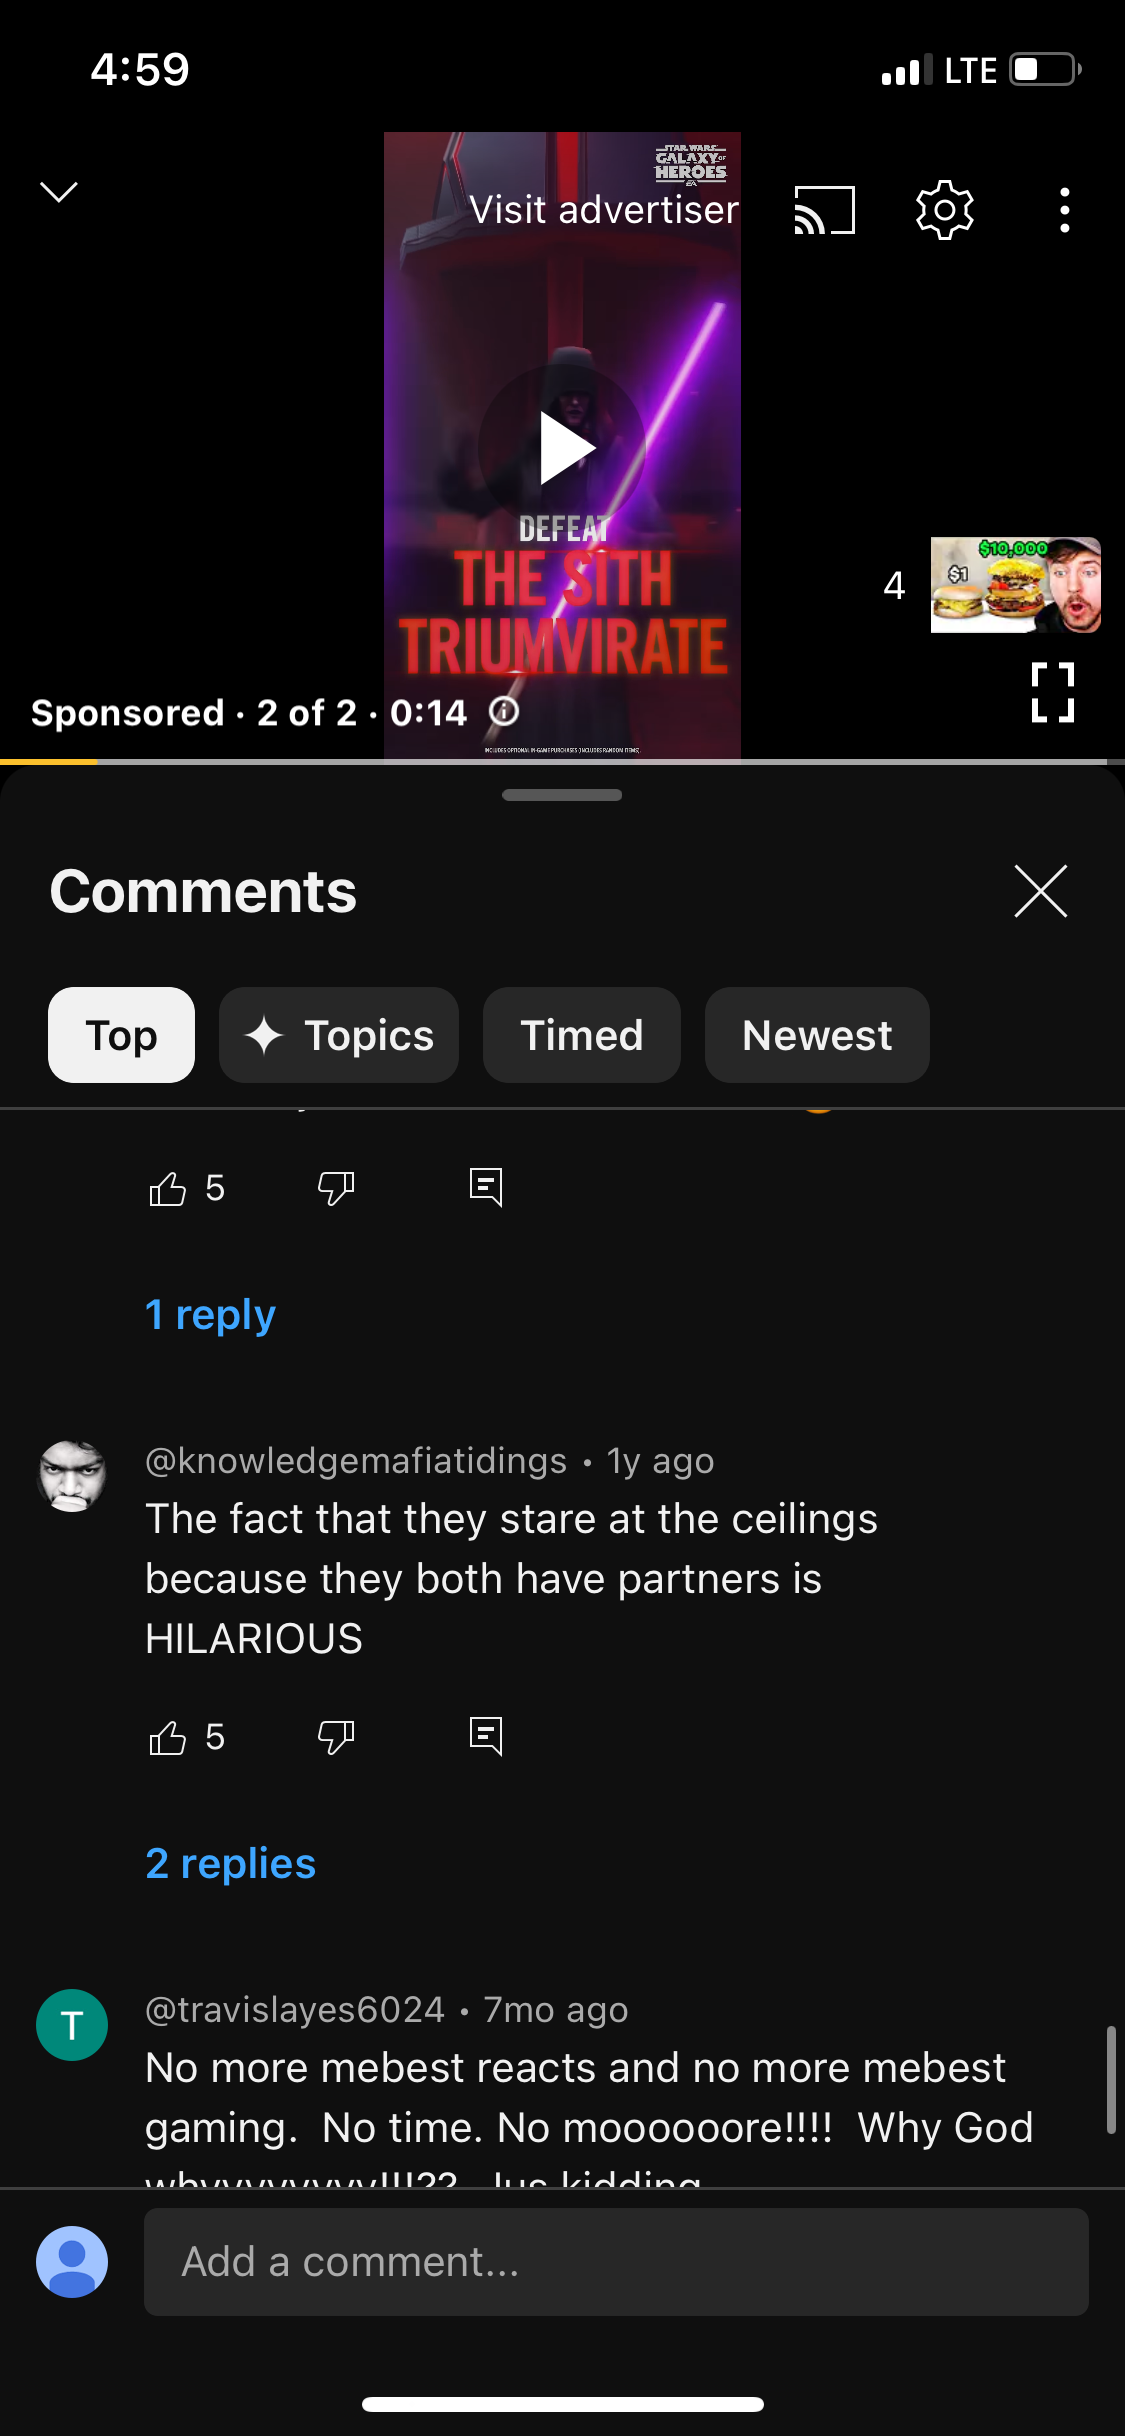 4:59
LTE
STAR WARS
GALAXY OF
HEROES
EA
Visit advertiser
DEFEAT
THE SITH
TRIUMVIRATE
$10,000
$1
4
Sponsored · 2 of 2 · 0:14
INCLUDES OPTIONAL IN-GAME PURCHASES (INCLUDES RANDOM ITEMS).
Comments
Top
Topics
Timed
Newest
5
1 reply
@knowledgemafiatidings • 1y ago
The fact that they stare at the ceilings
because they both have partners is
HILARIOUS
5
2 replies
T
@travislayes6024 • 7mo ago
No more mebest reacts and no more mebest
gaming.  No time. No mooooooore!!!!  Why God
Jus kidding
Add a comment...